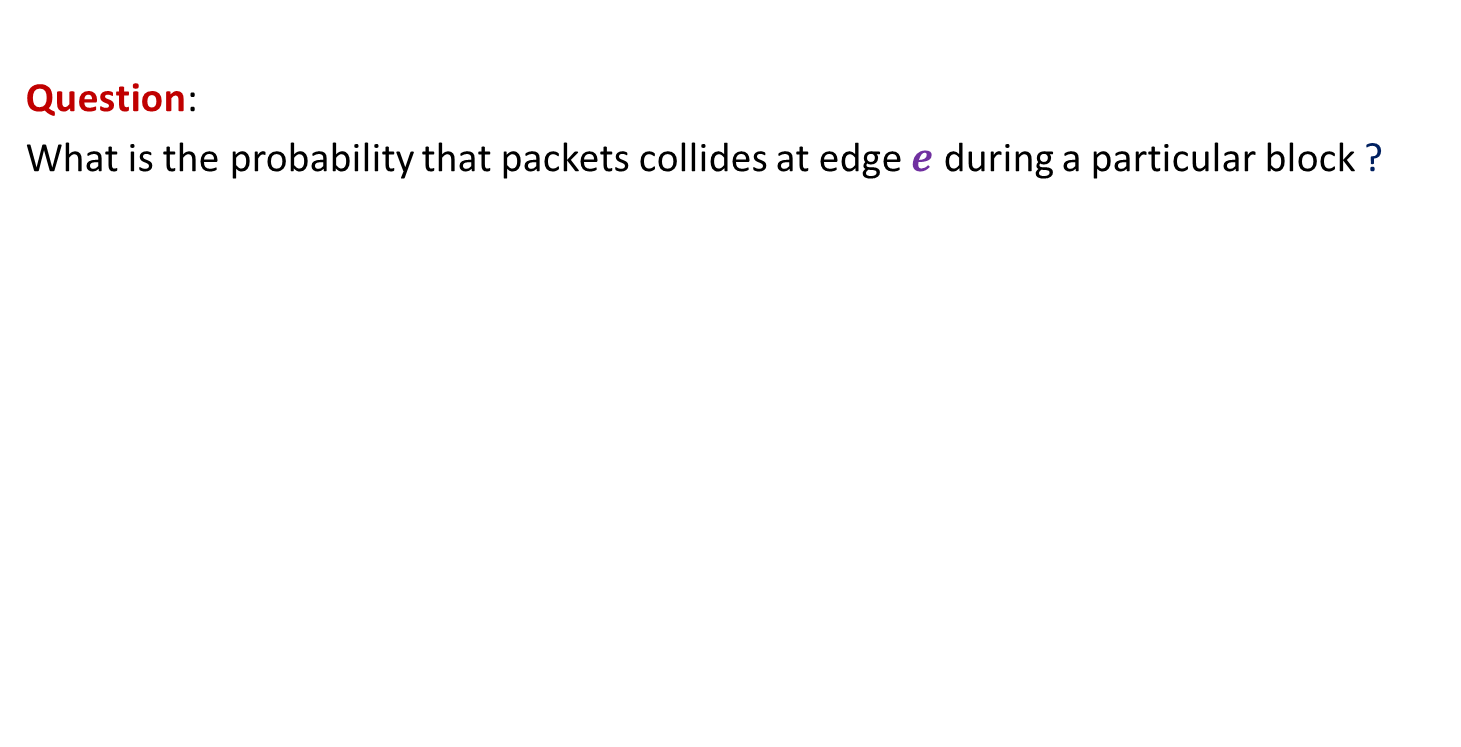 Question:
What is the probability that packets collides at edge e during a particular block ?